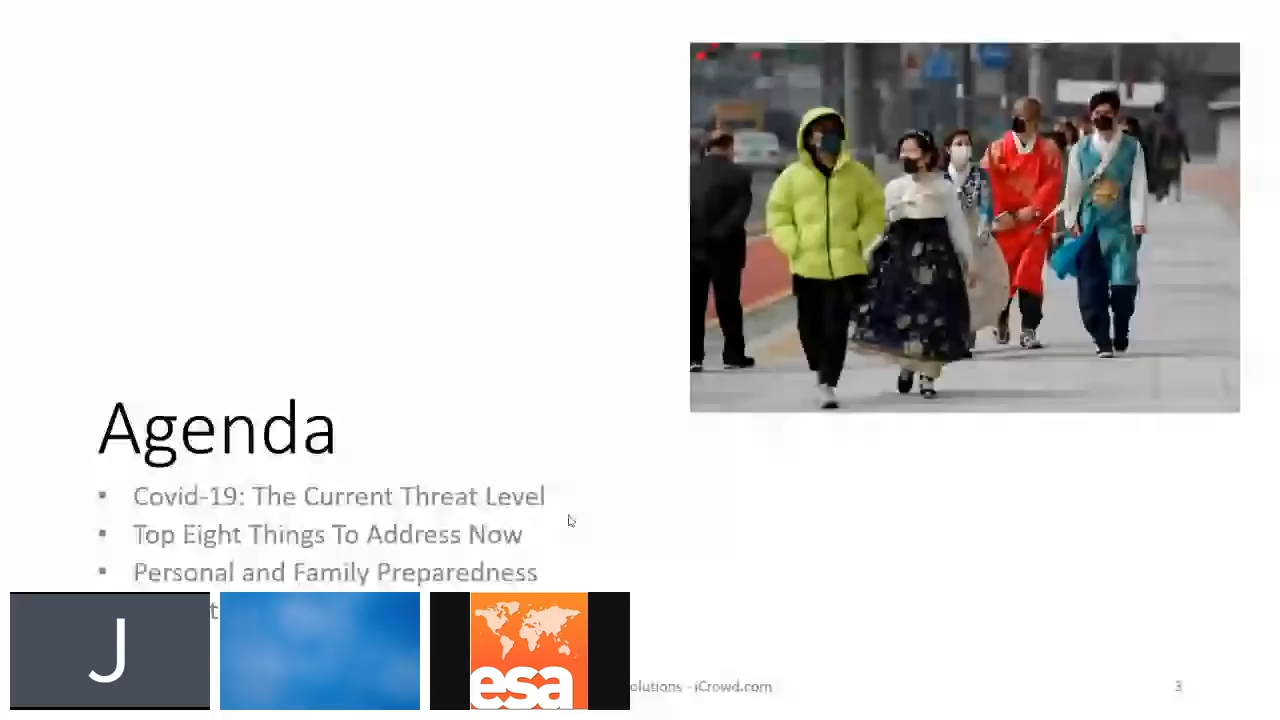 Agenda
• Covid-19: The Current Threat Level
• Top Eight Things To Address Now
• Personal and Family Preparedness
J
esa
- iCrowd.com
3